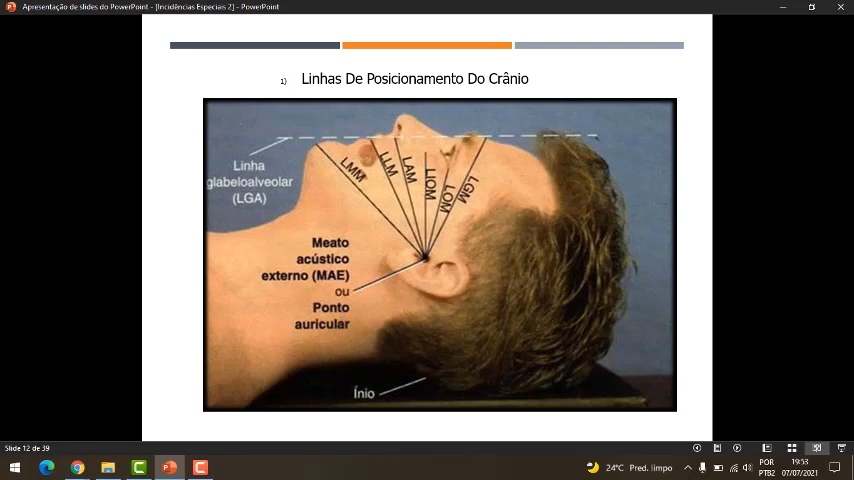 Apresentação de slides do PowerPoint - [Incidências Especiais 2] - PowerPoint
1) Linhas De Posicionamento Do Crânio
Linha
glabeloalveolar
(LGA)
LMM
LLM
LAM
LIOM
LOM
LGM
Meato
acústico
externo (MAE)
ou
Ponto
auricular
Ínio
Slide 12 de 39
24°C Pred. limpo
POR
PTB2
19:53
07/07/2021